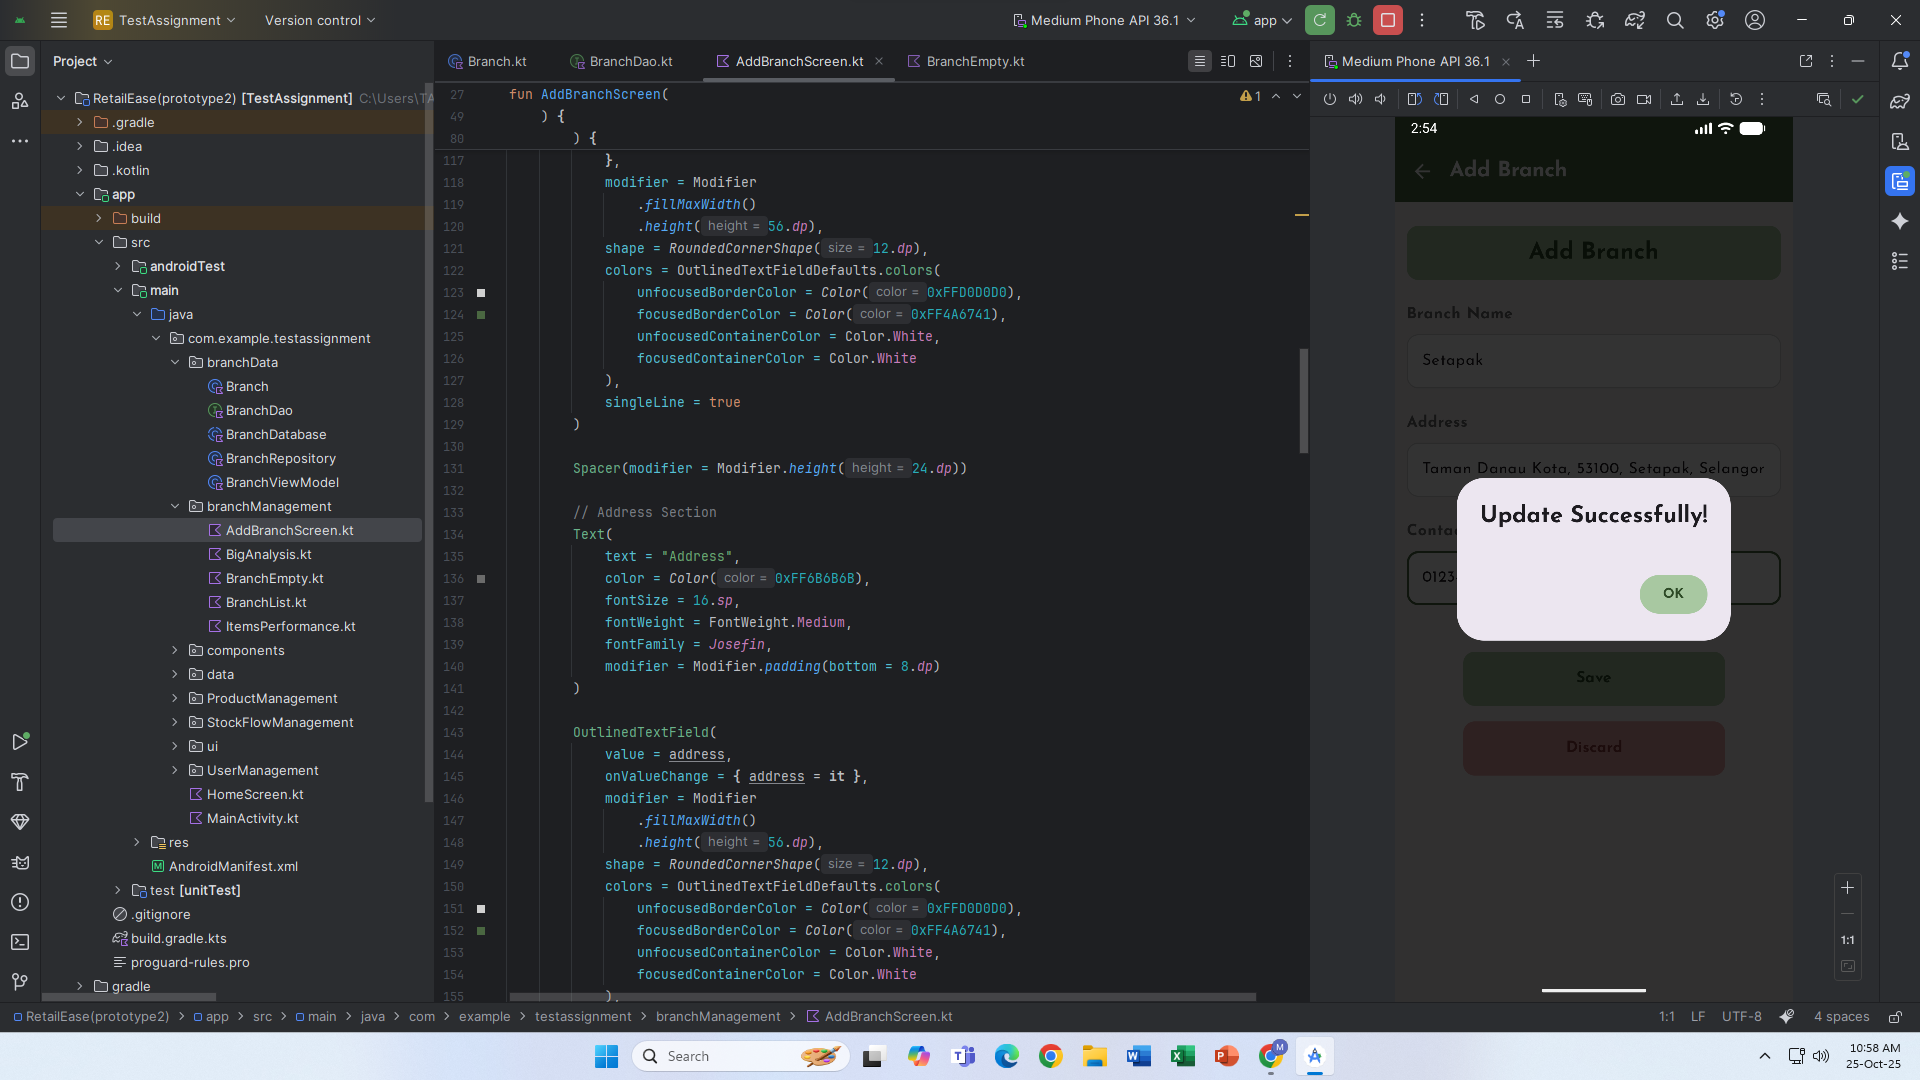 RE TestAssignment Version control Medium Phone API 36.1 app
Project
RetailEase(prototype2) [TestAssignment] C:\Users\TA
.gradle
.idea
.kotlin
app
build
src
androidTest
main
java
com.example.testassignment
branchData
Branch
BranchDao
BranchDatabase
BranchRepository
BranchViewModel
branchManagement
AddBranchScreen.kt
BigAnalysis.kt
BranchEmpty.kt
BranchList.kt
ItemsPerformance.kt
components
data
ProductManagement
StockFlowManagement
ui
UserManagement
HomeScreen.kt
MainActivity.kt
res
AndroidManifest.xml
test [unitTest]
.gitignore
build.gradle.kts
proguard-rules.pro
gradle
Branch.kt BranchDao.kt AddBranchScreen.kt BranchEmpty.kt
27 fun AddBranchScreen(
1
49 ) {
80 ) {
117 },
118 modifier = Modifier
119 .fillMaxWidth()
120 .height( height = 56.dp),
121 shape = RoundedCornerShape( size = 12.dp),
122 colors = OutlinedTextFieldDefaults.colors(
123 unfocusedBorderColor = Color( color = 0xFFD0D0D0),
124 focusedBorderColor = Color( color = 0xFF4A6741),
125 unfocusedContainerColor = Color.White,
126 focusedContainerColor = Color.White
127 ),
128 singleLine = true
129 )
130
131 Spacer(modifier = Modifier.height( height = 24.dp))
132
133 // Address Section
134 Text(
135 text = "Address",
136 color = Color( color = 0xFF6B6B6B),
137 fontSize = 16.sp,
138 fontWeight = FontWeight.Medium,
139 fontFamily = Josefin,
140 modifier = Modifier.padding(bottom = 8.dp)
141 )
142
143 OutlinedTextField(
144 value = address,
145 onValueChange = { address = it },
146 modifier = Modifier
147 .fillMaxWidth()
148 .height( height = 56.dp),
149 shape = RoundedCornerShape( size = 12.dp),
150 colors = OutlinedTextFieldDefaults.colors(
151 unfocusedBorderColor = Color( color = 0xFFD0D0D0),
152 focusedBorderColor = Color( color = 0xFF4A6741),
153 unfocusedContainerColor = Color.White,
154 focusedContainerColor = Color.White
155 ),
Medium Phone API 36.1
2:54
Add Branch
Add Branch
Branch Name
Setapak
Address
Taman Danau Kota, 53100, Setapak, Selangor
Conta
0123
Update Successfully!
OK
Save
Discard
1:1
RetailEase(prototype2) > app > src > main > java > com > example > testassignment > branchManagement > AddBranchScreen.kt
1:1 LF UTF-8 4 spaces
Search
M
10:58 AM
25-Oct-25